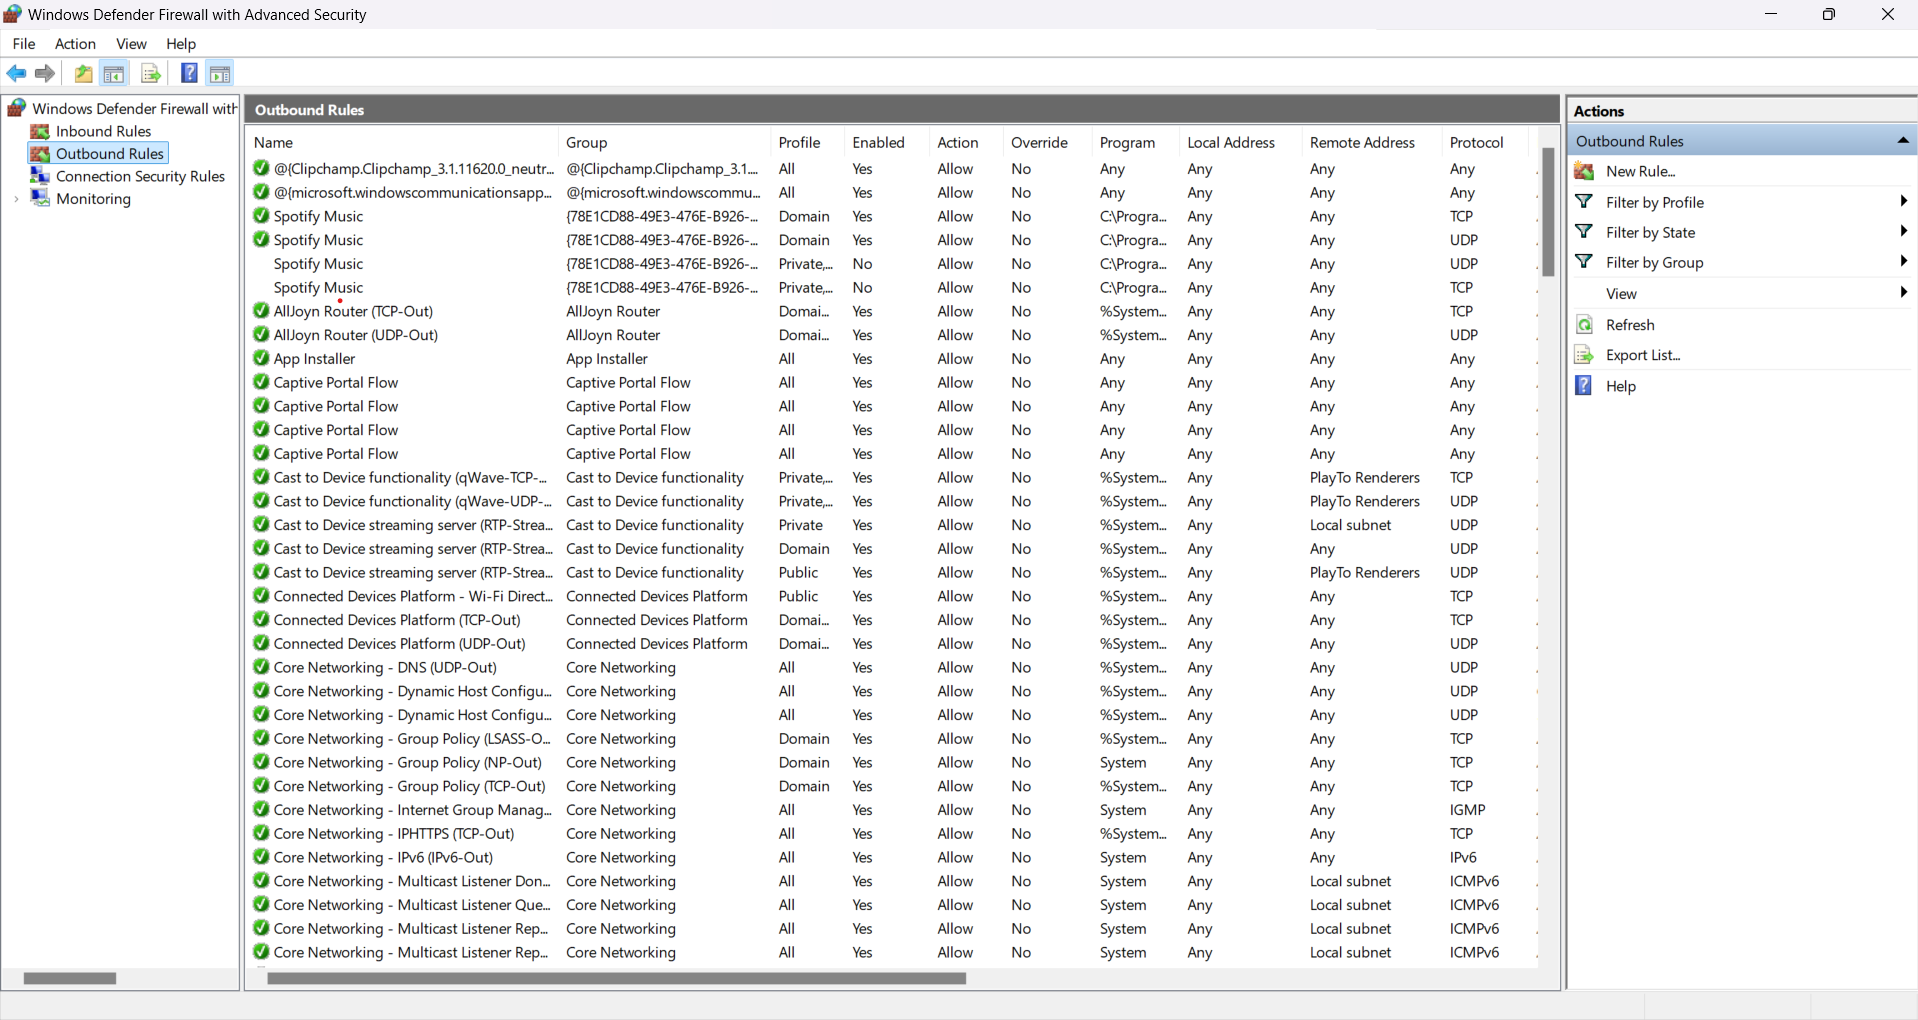 Windows Defender Firewall with Advanced Security
File Action View Help
Windows Defender Firewall with
Inbound Rules
Outbound Rules
Connection Security Rules
Monitoring
Outbound Rules
Name Group Profile Enabled Action Override Program Local Address Remote Address Protocol
@{Clipchamp.Clipchamp_3.1.11620.0_neutr... @{Clipchamp.Clipchamp_3.1.... All Yes Allow No Any Any Any Any
@{microsoft.windowscommunicationsapp... @{microsoft.windowscommu... All Yes Allow No Any Any Any Any
Spotify Music {78E1CD88-49E3-476E-B926-... Domain Yes Allow No C:\Progra... Any Any TCP
Spotify Music {78E1CD88-49E3-476E-B926-... Domain Yes Allow No C:\Progra... Any Any UDP
Spotify Music {78E1CD88-49E3-476E-B926-... Private,... No Allow No C:\Progra... Any Any UDP
Spotify Music {78E1CD88-49E3-476E-B926-... Private,... No Allow No C:\Progra... Any Any TCP
AllJoyn Router (TCP-Out) AllJoyn Router Domai... Yes Allow No %System... Any Any TCP
AllJoyn Router (UDP-Out) AllJoyn Router Domai... Yes Allow No %System... Any Any UDP
App Installer App Installer All Yes Allow No Any Any Any Any
Captive Portal Flow Captive Portal Flow All Yes Allow No Any Any Any Any
Captive Portal Flow Captive Portal Flow All Yes Allow No Any Any Any Any
Captive Portal Flow Captive Portal Flow All Yes Allow No Any Any Any Any
Captive Portal Flow Captive Portal Flow All Yes Allow No Any Any Any Any
Cast to Device functionality (qWave-TCP-... Cast to Device functionality Private,... Yes Allow No %System... Any PlayTo Renderers TCP
Cast to Device functionality (qWave-UDP-... Cast to Device functionality Private,... Yes Allow No %System... Any PlayTo Renderers UDP
Cast to Device streaming server (RTP-Strea... Cast to Device functionality Private Yes Allow No %System... Any Local subnet UDP
Cast to Device streaming server (RTP-Strea... Cast to Device functionality Domain Yes Allow No %System... Any Any UDP
Cast to Device streaming server (RTP-Strea... Cast to Device functionality Public Yes Allow No %System... Any PlayTo Renderers UDP
Connected Devices Platform - Wi-Fi Direct... Connected Devices Platform Public Yes Allow No %System... Any Any TCP
Connected Devices Platform (TCP-Out) Connected Devices Platform Domai... Yes Allow No %System... Any Any TCP
Connected Devices Platform (UDP-Out) Connected Devices Platform Domai... Yes Allow No %System... Any Any UDP
Core Networking - DNS (UDP-Out) Core Networking All Yes Allow No %System... Any Any UDP
Core Networking - Dynamic Host Configu... Core Networking All Yes Allow No %System... Any Any UDP
Core Networking - Dynamic Host Configu... Core Networking All Yes Allow No %System... Any Any UDP
Core Networking - Group Policy (LSASS-O... Core Networking Domain Yes Allow No %System... Any Any TCP
Core Networking - Group Policy (NP-Out) Core Networking Domain Yes Allow No System Any Any TCP
Core Networking - Group Policy (TCP-Out) Core Networking Domain Yes Allow No %System... Any Any TCP
Core Networking - Internet Group Manag... Core Networking All Yes Allow No System Any Any IGMP
Core Networking - IPHTTPS (TCP-Out) Core Networking All Yes Allow No %System... Any Any TCP
Core Networking - IPv6 (IPv6-Out) Core Networking All Yes Allow No System Any Any IPv6
Core Networking - Multicast Listener Don... Core Networking All Yes Allow No System Any Local subnet ICMPv6
Core Networking - Multicast Listener Que... Core Networking All Yes Allow No System Any Local subnet ICMPv6
Core Networking - Multicast Listener Rep... Core Networking All Yes Allow No System Any Local subnet ICMPv6
Core Networking - Multicast Listener Rep... Core Networking All Yes Allow No System Any Local subnet ICMPv6
Actions
Outbound Rules
New Rule...
Filter by Profile
Filter by State
Filter by Group
View
Refresh
Export List...
Help